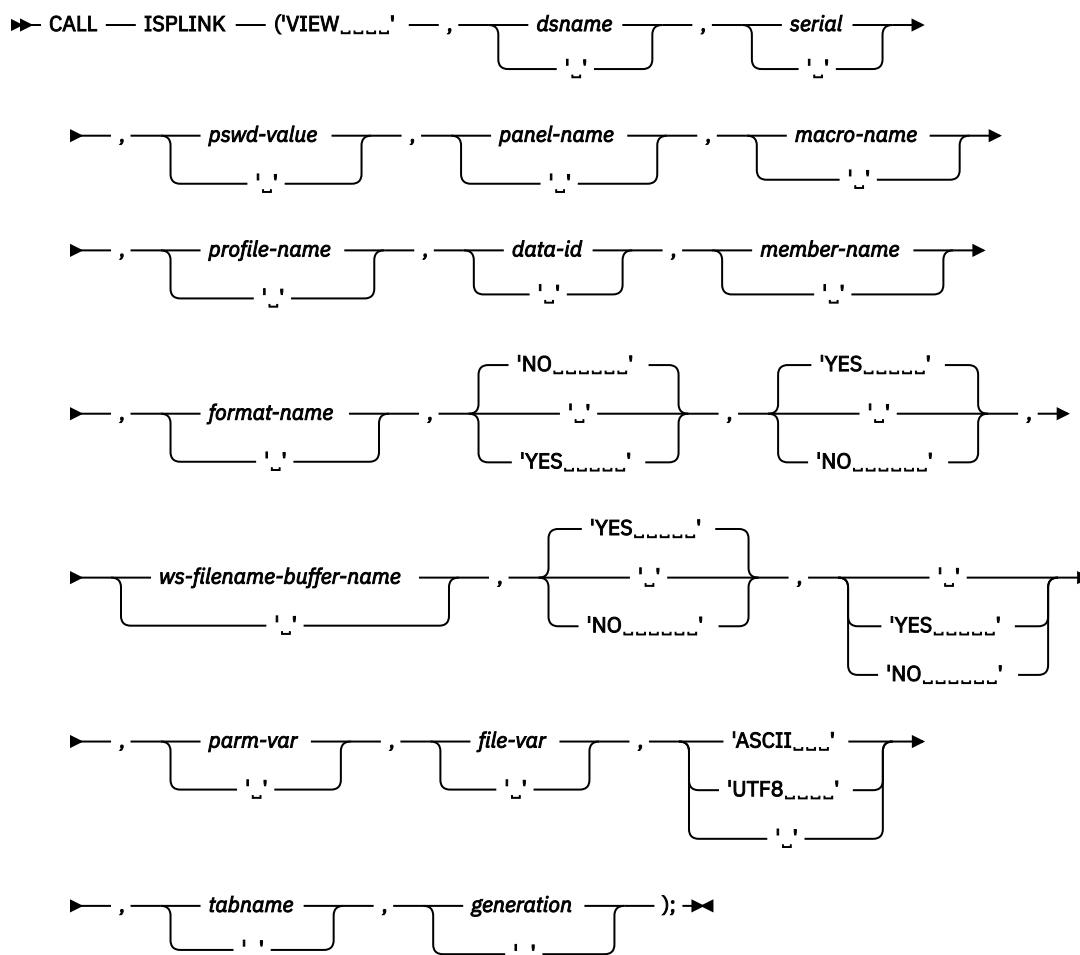 CALL ISPLINK ('VIEW␣␣␣␣' , dsname , serial
'␣' '␣'
, pswd-value , panel-name , macro-name
'␣' '␣' '␣'
, profile-name , data-id , member-name
'␣' '␣' '␣'
'NO␣␣␣␣␣␣' 'YES␣␣␣␣␣'
, format-name , '␣' , '␣' ,
'␣' 'YES␣␣␣␣␣' 'NO␣␣␣␣␣␣'
'YES␣␣␣␣␣'
ws-filename-buffer-name , '␣' , '␣'
'␣' 'NO␣␣␣␣␣␣' 'YES␣␣␣␣␣'
'NO␣␣␣␣␣␣'
, parm-var , file-var , 'ASCII␣␣␣'
'␣' '␣' 'UTF8␣␣␣␣'
'␣'
, tabname , generation );
' ' ' '